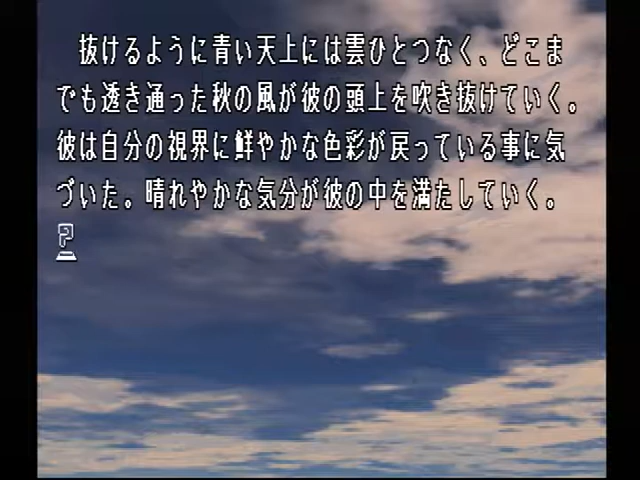 抜けるように青い天上には雲ひとつなく、どこま
でも透き通った秋の風が彼の頭上を吹き抜けていく。
彼は自分の視界に鮮やかな色彩が戻っている事に気
づいた。晴れやかな気分が彼の中を満たしていく。